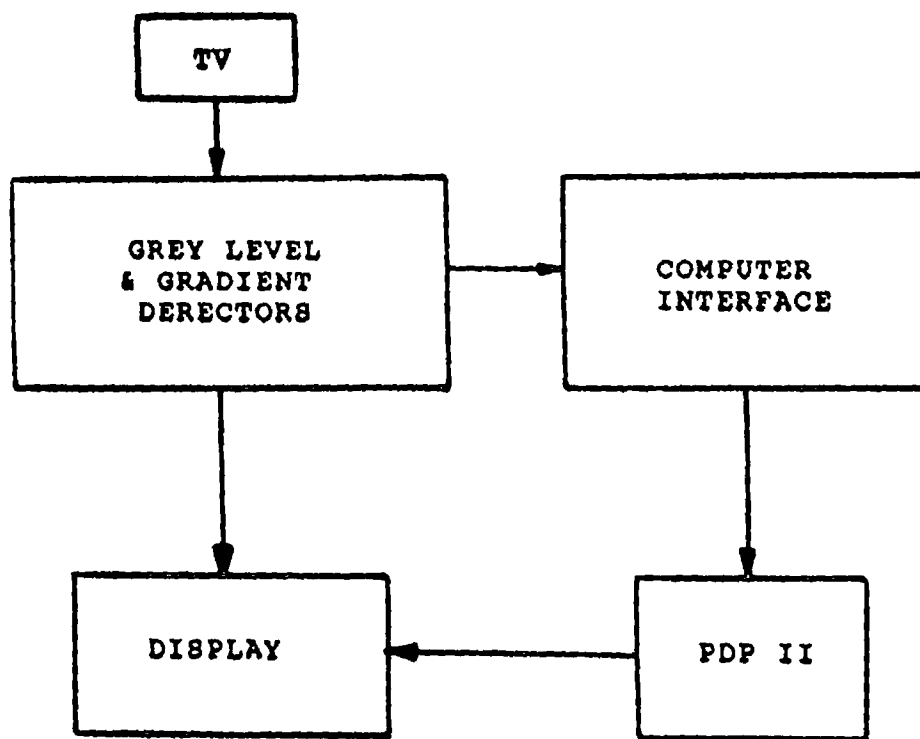 TV
GREY LEVEL
& GRADIENT
DERECTORS
COMPUTER
INTERFACE
DISPLAY
PDP II